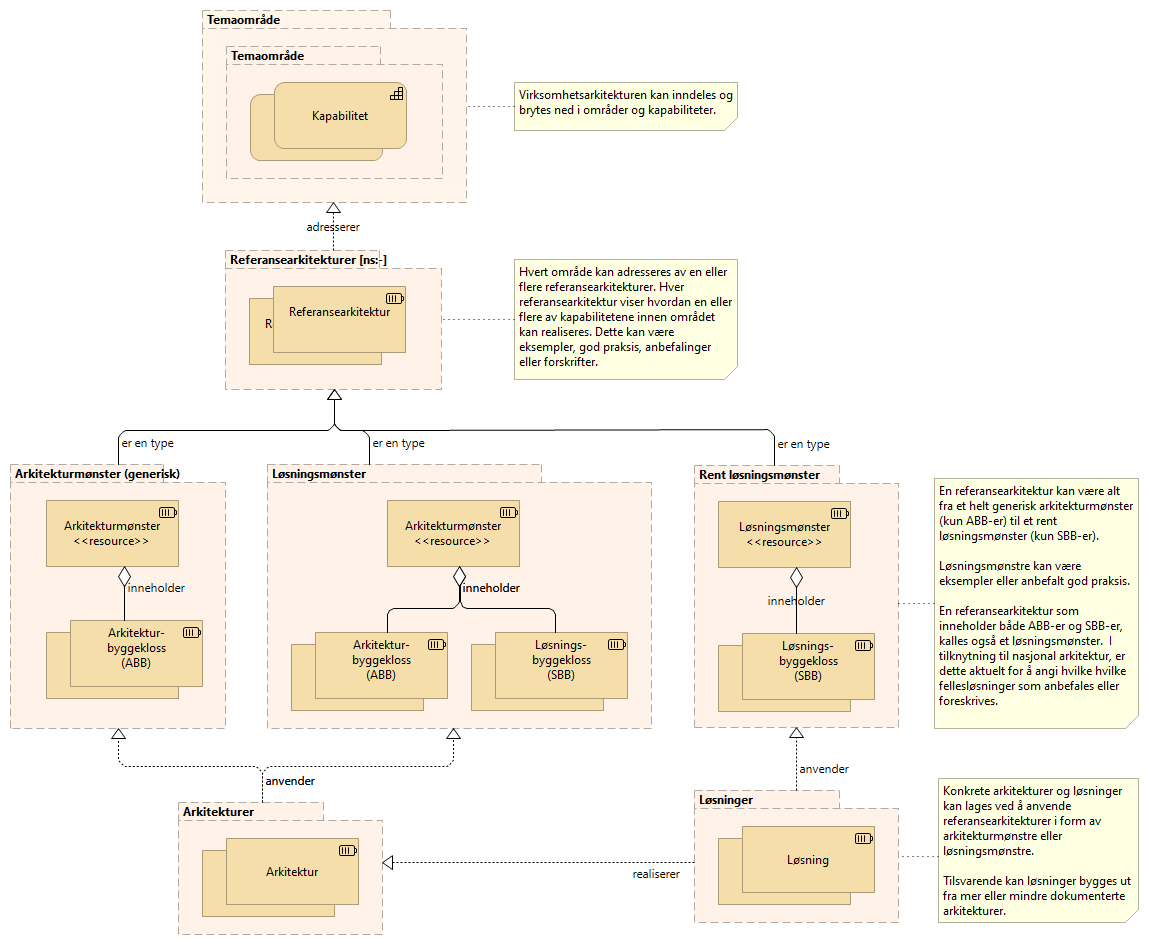 Temaområde
Temaområde
Kapabilitet
Virksomhetsarkitekturen kan inndeles og
brytes ned i områder og kapabiliteter.
adresserer
Referansearkitekturer [ns:-]
Referansearkitektur
R
Hvert område kan adresseres av en eller
flere referansearkitekturer. Hver
referansearkitektur viser hvordan en eller
flere av kapabilitetene innen området
kan realiseres. Dette kan være
eksempler, god praksis, anbefalinger
eller forskrifter.
er en type
er en type
er en type
Arkitekturmønster (generisk)
Arkitekturmønster
<<resource>>
inneholder
Arkitektur-
byggekloss
(ABB)
Løsningsmønster
Arkitekturmønster
<<resource>>
inneholder
Arkitektur-
byggekloss
(ABB)
Løsnings-
byggekloss
(SBB)
Rent løsningsmønster
Løsningsmønster
<<resource>>
inneholder
Løsnings-
byggekloss
(SBB)
En referansearkitektur kan være alt
fra et helt generisk arkitekturmønster
(kun ABB-er) til et rent
løsningsmønster (kun SBB-er).
Løsningsmønstre kan være
eksempler eller anbefalt god praksis.
En referansearkitektur som
inneholder både ABB-er og SBB-er,
kalles også et løsningsmønster. I
tilknytning til nasjonal arkitektur, er
dette aktuelt for å angi hvilke hvilke
fellesløsninger som anbefales eller
foreskrives.
anvender
anvender
Arkitekturer
Arkitektur
realiserer
Løsninger
Løsning
Konkrete arkitekturer og løsninger
kan lages ved å anvende
referansearkitekturer i form av
arkitekturmønstre eller
løsningsmønstre.
Tilsvarende kan løsninger bygges ut
fra mer eller mindre dokumenterte
arkitekturer.